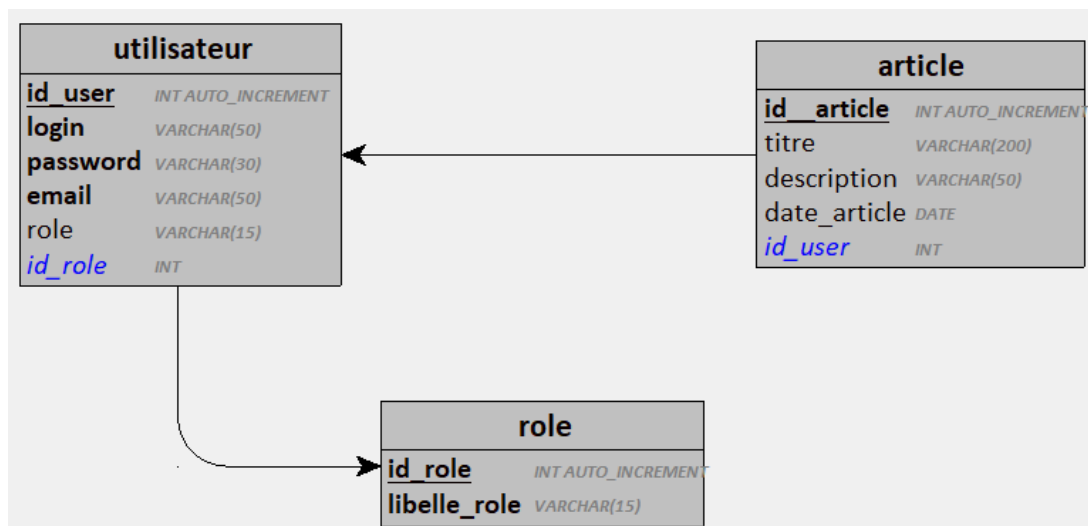 utilisateur
id_user INT AUTO_INCREMENT
login VARCHAR(50)
password VARCHAR(30)
email VARCHAR(50)
role VARCHAR(15)
id_role INT
article
id__article INT AUTO_INCREMENT
titre VARCHAR(200)
description VARCHAR(50)
date_article DATE
id_user INT
role
id_role INT AUTO_INCREMENT
libelle_role VARCHAR(15)